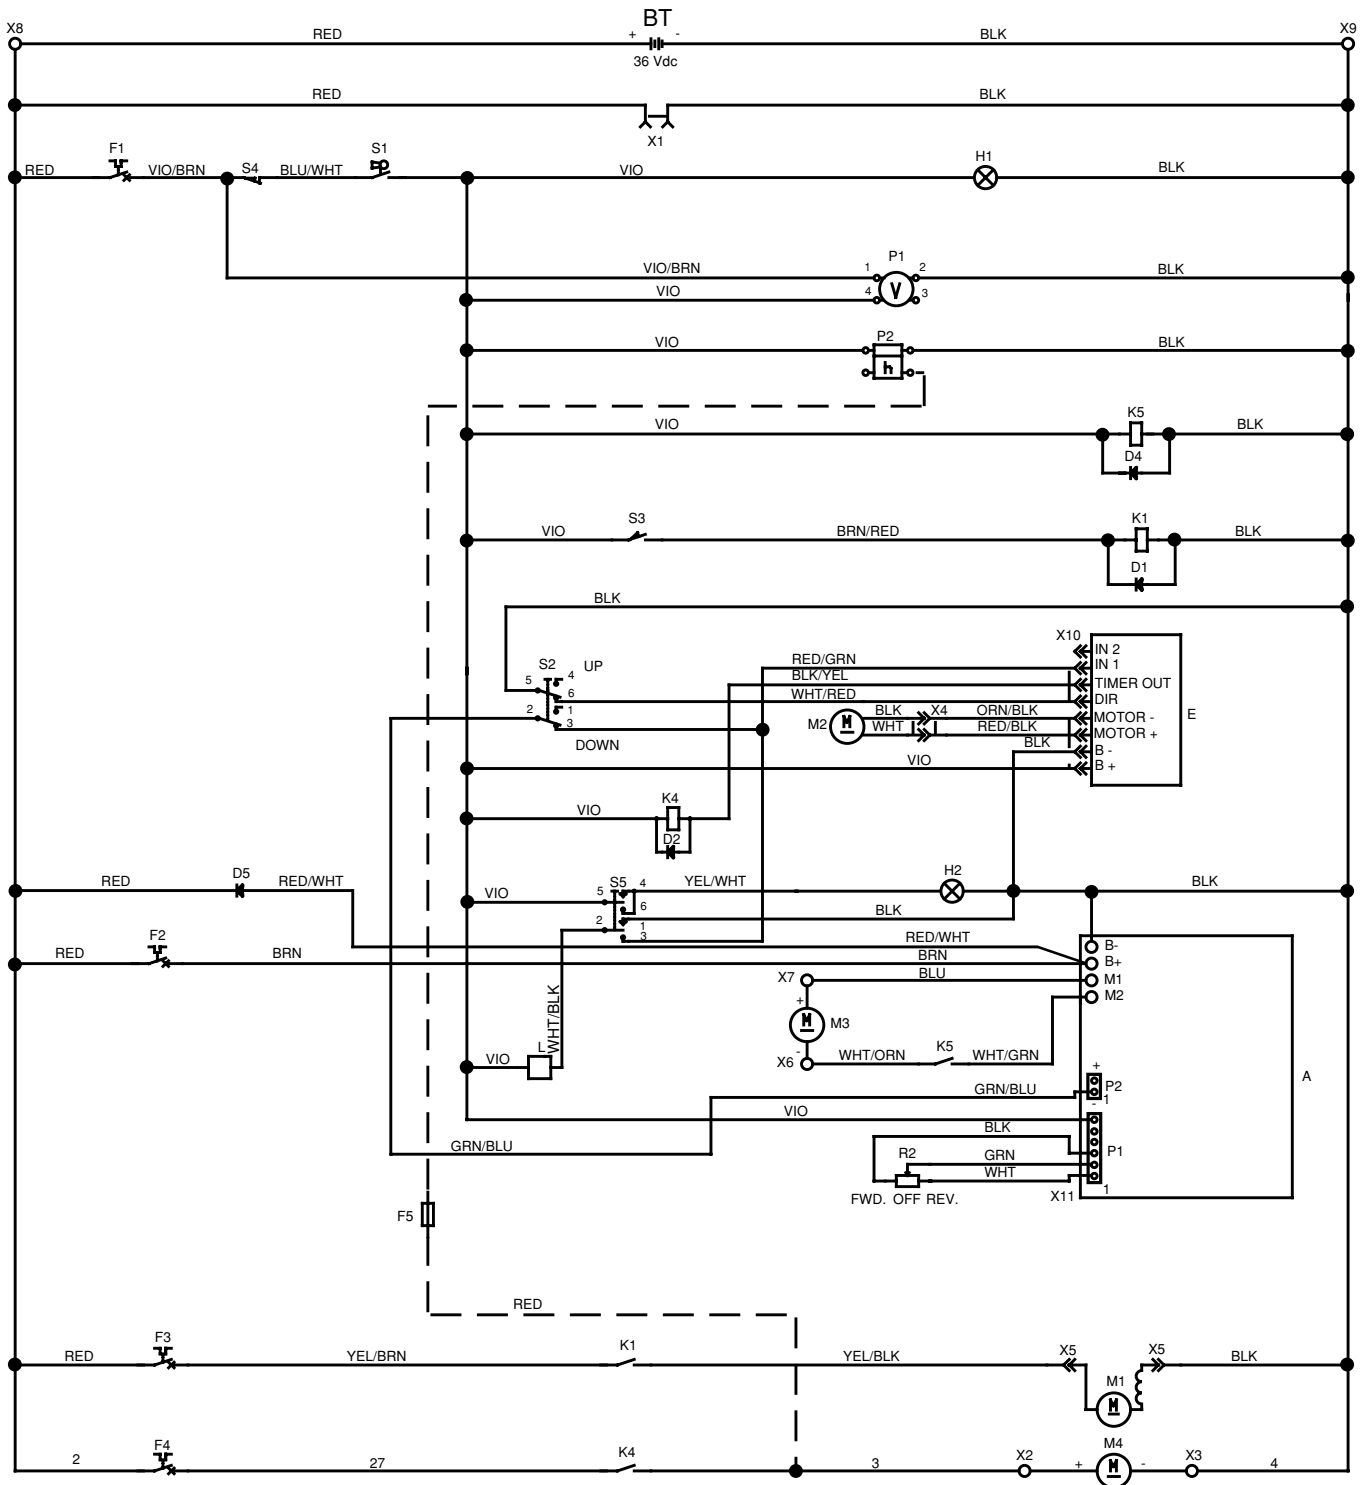 BT
X8 RED + - BLK X9
36 Vdc
RED BLK
X1
F1 S1 H1
RED VIO/BRN S4 BLU/WHT VIO BLK
P1
VIO/BRN 1 2 BLK
VIO 4 V 3
P2
VIO BLK
h
K5
VIO BLK
D4
S3 K1
VIO BRN/RED BLK
D1
BLK
X10
IN 2
S2 4 UP RED/GRN IN 1
5 BLK/YEL TIMER OUT
6 WHT/RED DIR
2 1 BLK X4 ORN/BLK MOTOR - E
3 M2 M WHT RED/BLK MOTOR +
DOWN BLK B -
VIO B +
K4
VIO
D2
D5 H2
RED RED/WHT S5 4 YEL/WHT BLK
VIO 5 6
2 1 BLK
3
F2 RED/WHT B-
RED BRN BRN B+
X7 BLU M1
+ M2
WHT/BLK M M3
L - K5
VIO X6 WHT/ORN WHT/GRN
A
+
GRN/BLU P2
- 1
VIO
BLK
GRN/BLU R2 GRN P1
WHT
FWD. OFF REV. X11 1
F5
RED
F3 K1 X5 X5
RED YEL/BRN YEL/BLK BLK
M1
M
F4 K4 X2 M4 X3
2 27 3 + M - 4